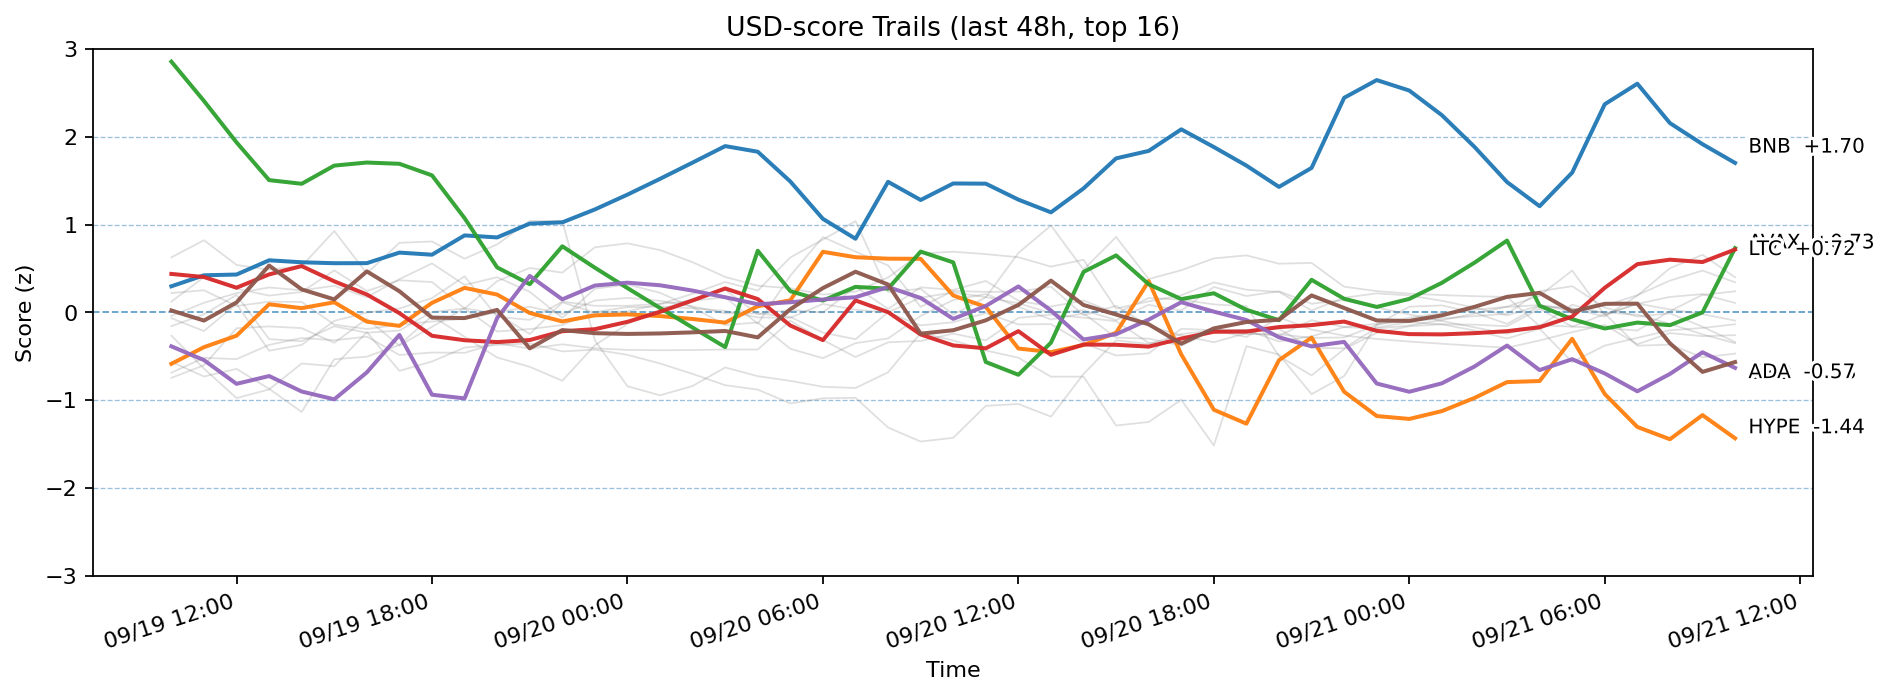 USD-score Trails (last 48h, top 16)
Score (z)
3
2
1
0
−1
−2
−3
BNB +1.70
LTC +0.72
ADA -0.57
HYPE -1.44
09/19 12:00
09/19 18:00
09/20 00:00
09/20 06:00
09/20 12:00
09/20 18:00
09/21 00:00
09/21 06:00
09/21 12:00
Time